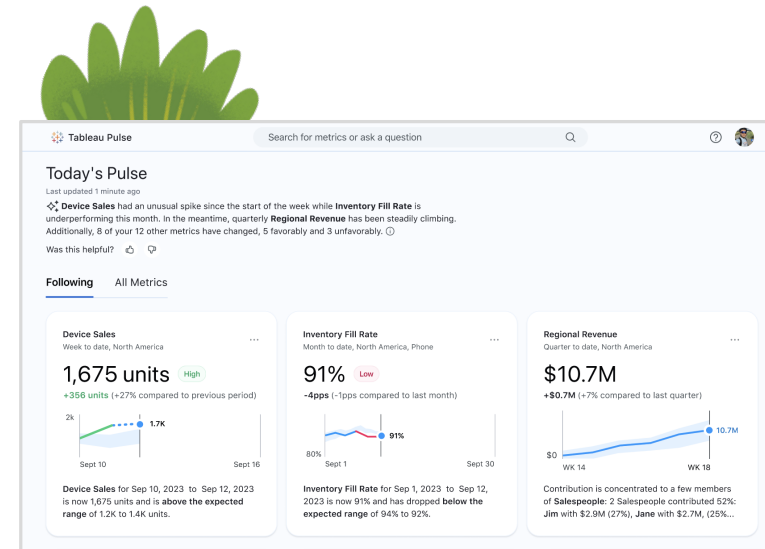 Tableau Pulse
Search for metrics or ask a question
Today's Pulse
Last updated 1 minute ago
Device Sales had an unusual spike since the start of the week while Inventory Fill Rate is
underperforming this month. In the meantime, quarterly Regional Revenue has been steadily climbing.
Additionally, 8 of your 12 other metrics have changed, 5 favorably and 3 unfavorably.
Was this helpful?
Following All Metrics
Device Sales
Week to date, North America
1,675 units High
+356 units (+27% compared to previous period)
2k
1.7K
Sept 10 Sept 16
Device Sales for Sep 10, 2023 to Sep 12, 2023
is now 1,675 units and is above the expected
range of 1.2K to 1.4K units.
Inventory Fill Rate
Month to date, North America, Phone
91% Low
-4pps (-1pps compared to last month)
91%
80%
Sept 1 Sept 30
Inventory Fill Rate for Sep 1, 2023 to Sep 12,
2023 is now 91% and has dropped below the
expected range of 94% to 92%.
Regional Revenue
Quarter to date, North America
$10.7M
+$0.7M (+7% compared to last quarter)
10.7M
$0
WK 14 WK 18
Contribution is concentrated to a few members
of Salespeople: 2 Salespeople contributed 52%:
Jim with $2.9M (27%), Jane with $2.7M, (25%...